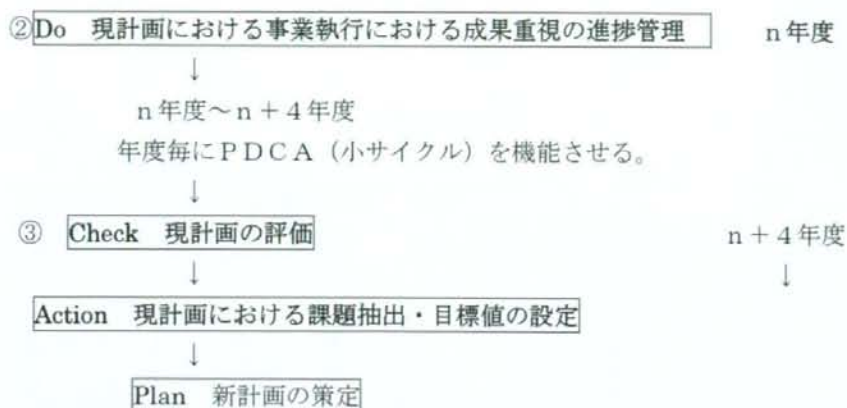 ②Do　現計画における事業執行における成果重視の進捗管理　　n年度
↓
n年度～n＋4年度
年度毎にＰＤＣＡ（小サイクル）を機能させる。
↓
③　Check　現計画の評価　　n＋4年度
↓　　↓
Action　現計画における課題抽出・目標値の設定
↓
Plan　新計画の策定